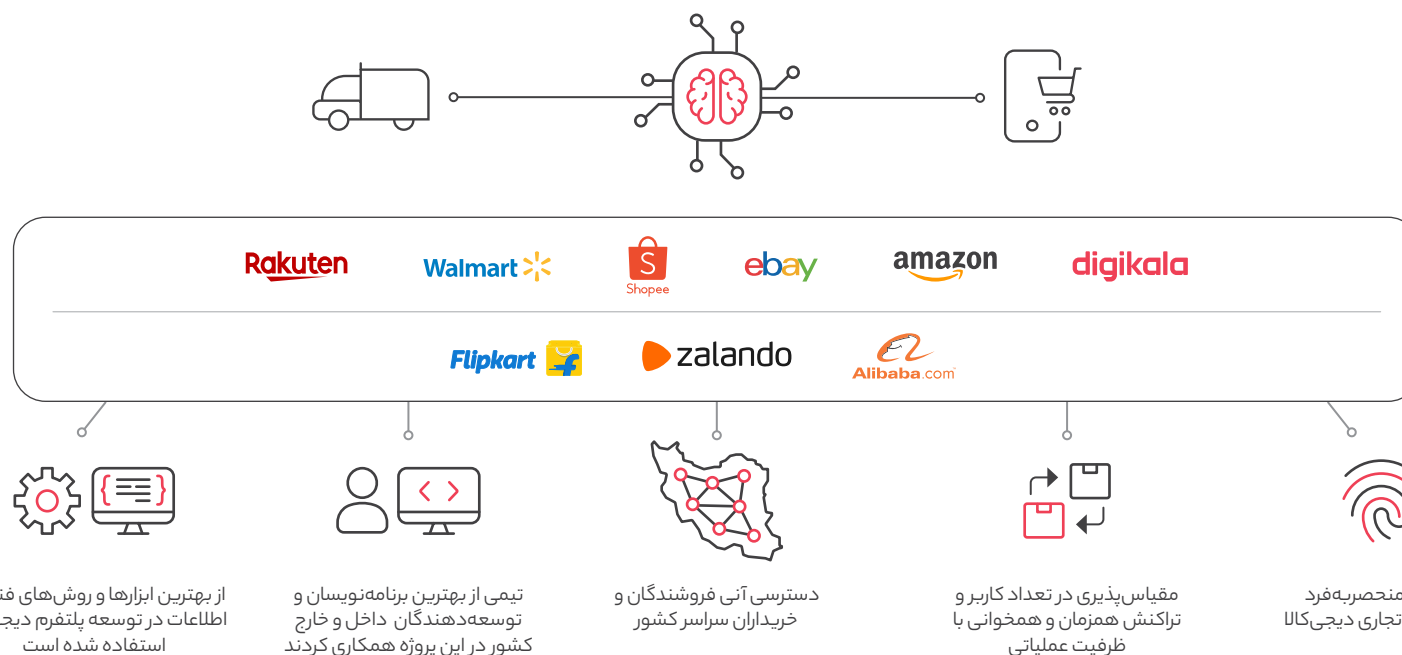 Rakuten
Walmart
S
Shopee
ebay
amazon
digikala
Flipkart
f
zalando
Alibaba.com
منحصربه‌فرد
تجاری دیجی‌کالا
مقیاس‌پذیری در تعداد کاربر و
تراکنش همزمان و همخوانی با
ظرفیت عملیاتی
دسترسی آنی فروشندگان و
خریداران سراسر کشور
تیمی از بهترین برنامه‌نویسان و
توسعه‌دهندگان داخل و خارج
کشور در این پروژه همکاری کردند
از بهترین ابزارها و روش‌های
اطلاعات در توسعه پلتفرم
استفاده شده است